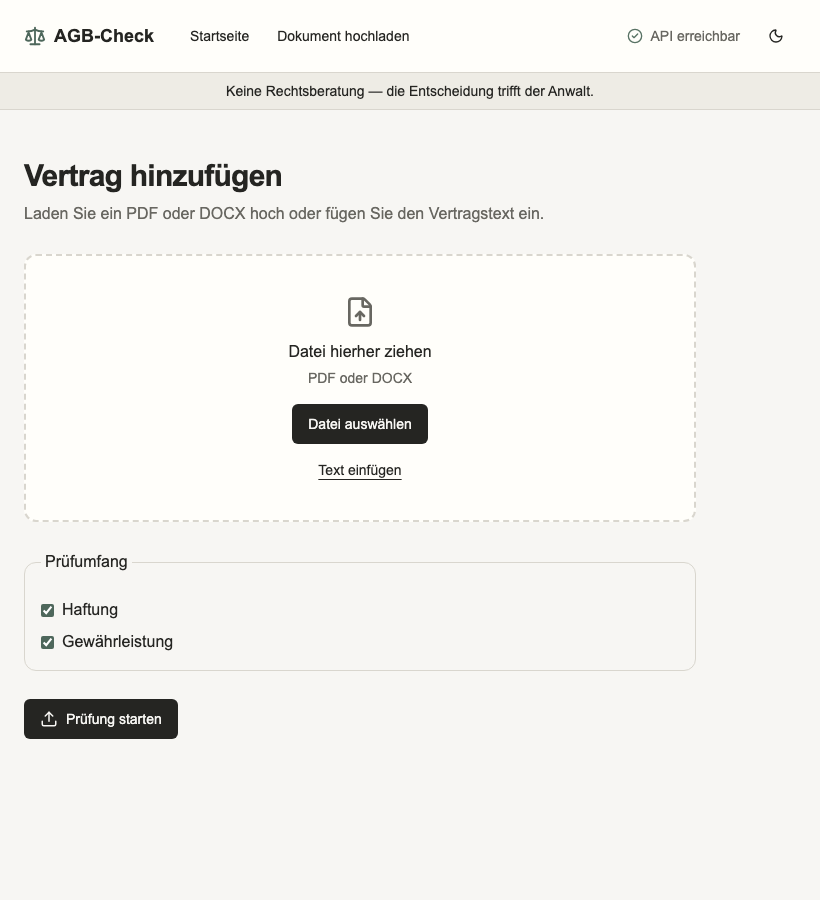 AGB-Check
Startseite
Dokument hochladen
API erreichbar
Keine Rechtsberatung — die Entscheidung trifft der Anwalt.
Vertrag hinzufügen
Laden Sie ein PDF oder DOCX hoch oder fügen Sie den Vertragstext ein.
Datei hierher ziehen
PDF oder DOCX
Datei auswählen
Text einfügen
Prüfumfang
Haftung
Gewährleistung
Prüfung starten